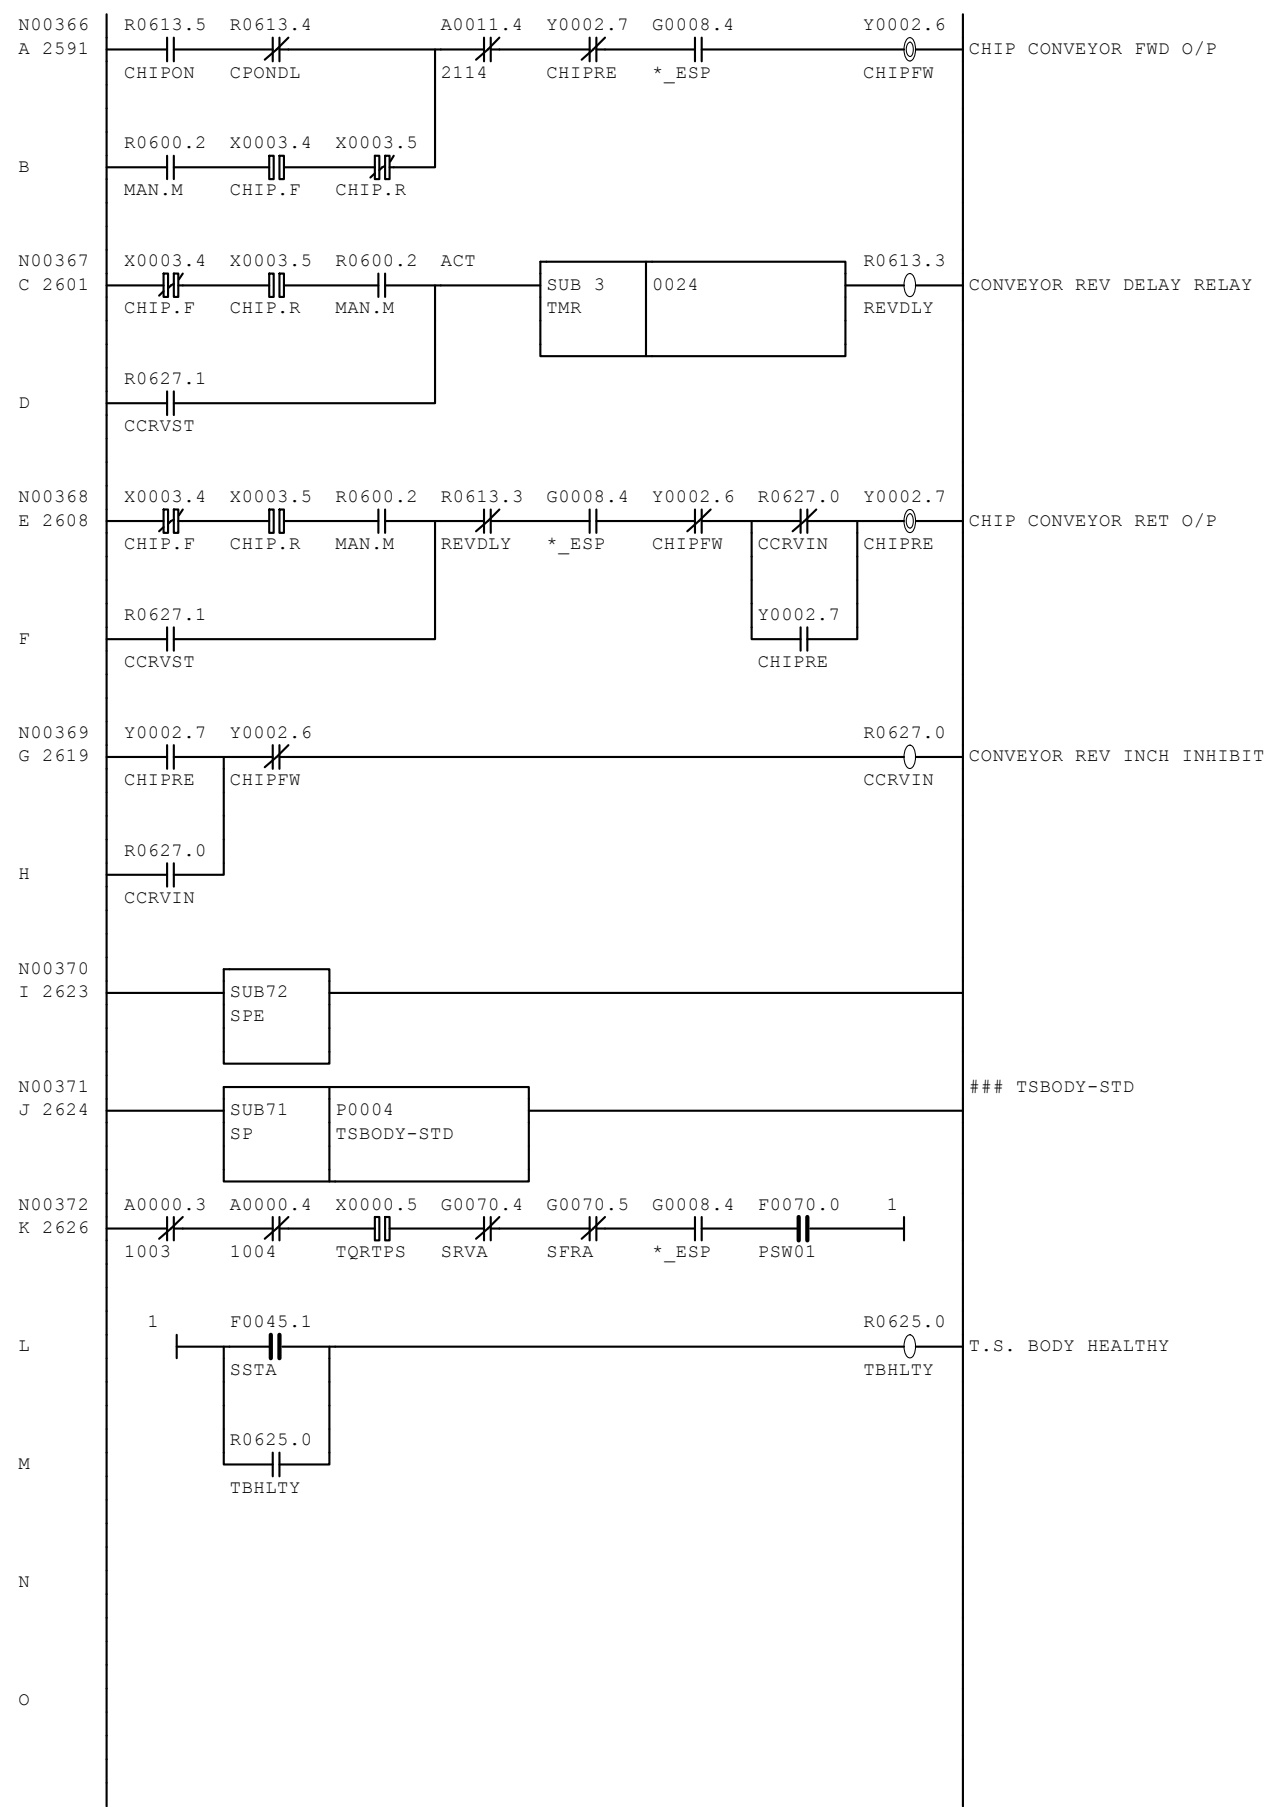 N00366 R0613.5 R0613.4 A0011.4 Y0002.7 G0008.4 Y0002.6
A 2591 CHIP CONVEYOR FWD O/P
CHIPON CPONDL 2114 CHIPRE *_ESP CHIPFW
R0600.2 X0003.4 X0003.5
B
MAN.M CHIP.F CHIP.R
N00367 X0003.4 X0003.5 R0600.2 ACT R0613.3
C 2601 SUB 3 0024 CONVEYOR REV DELAY RELAY
CHIP.F CHIP.R MAN.M TMR REVDLY
R0627.1
D
CCRVST
N00368 X0003.4 X0003.5 R0600.2 R0613.3 G0008.4 Y0002.6 R0627.0 Y0002.7
E 2608 CHIP CONVEYOR RET O/P
CHIP.F CHIP.R MAN.M REVDLY *_ESP CHIPFW CCRVIN CHIPRE
R0627.1 Y0002.7
F
CCRVST CHIPRE
N00369 Y0002.7 Y0002.6 R0627.0
G 2619 CONVEYOR REV INCH INHIBIT
CHIPRE CHIPFW CCRVIN
R0627.0
H
CCRVIN
N00370
I 2623 SUB72
SPE
N00371 ### TSBODY-STD
J 2624 SUB71 P0004
SP TSBODY-STD
N00372 A0000.3 A0000.4 X0000.5 G0070.4 G0070.5 G0008.4 F0070.0 1
K 2626
1003 1004 TQRTPS SRVA SFRA *_ESP PSW01
1 F0045.1 R0625.0
L T.S. BODY HEALTHY
SSTA TBHLTY
R0625.0
M
TBHLTY
N
O